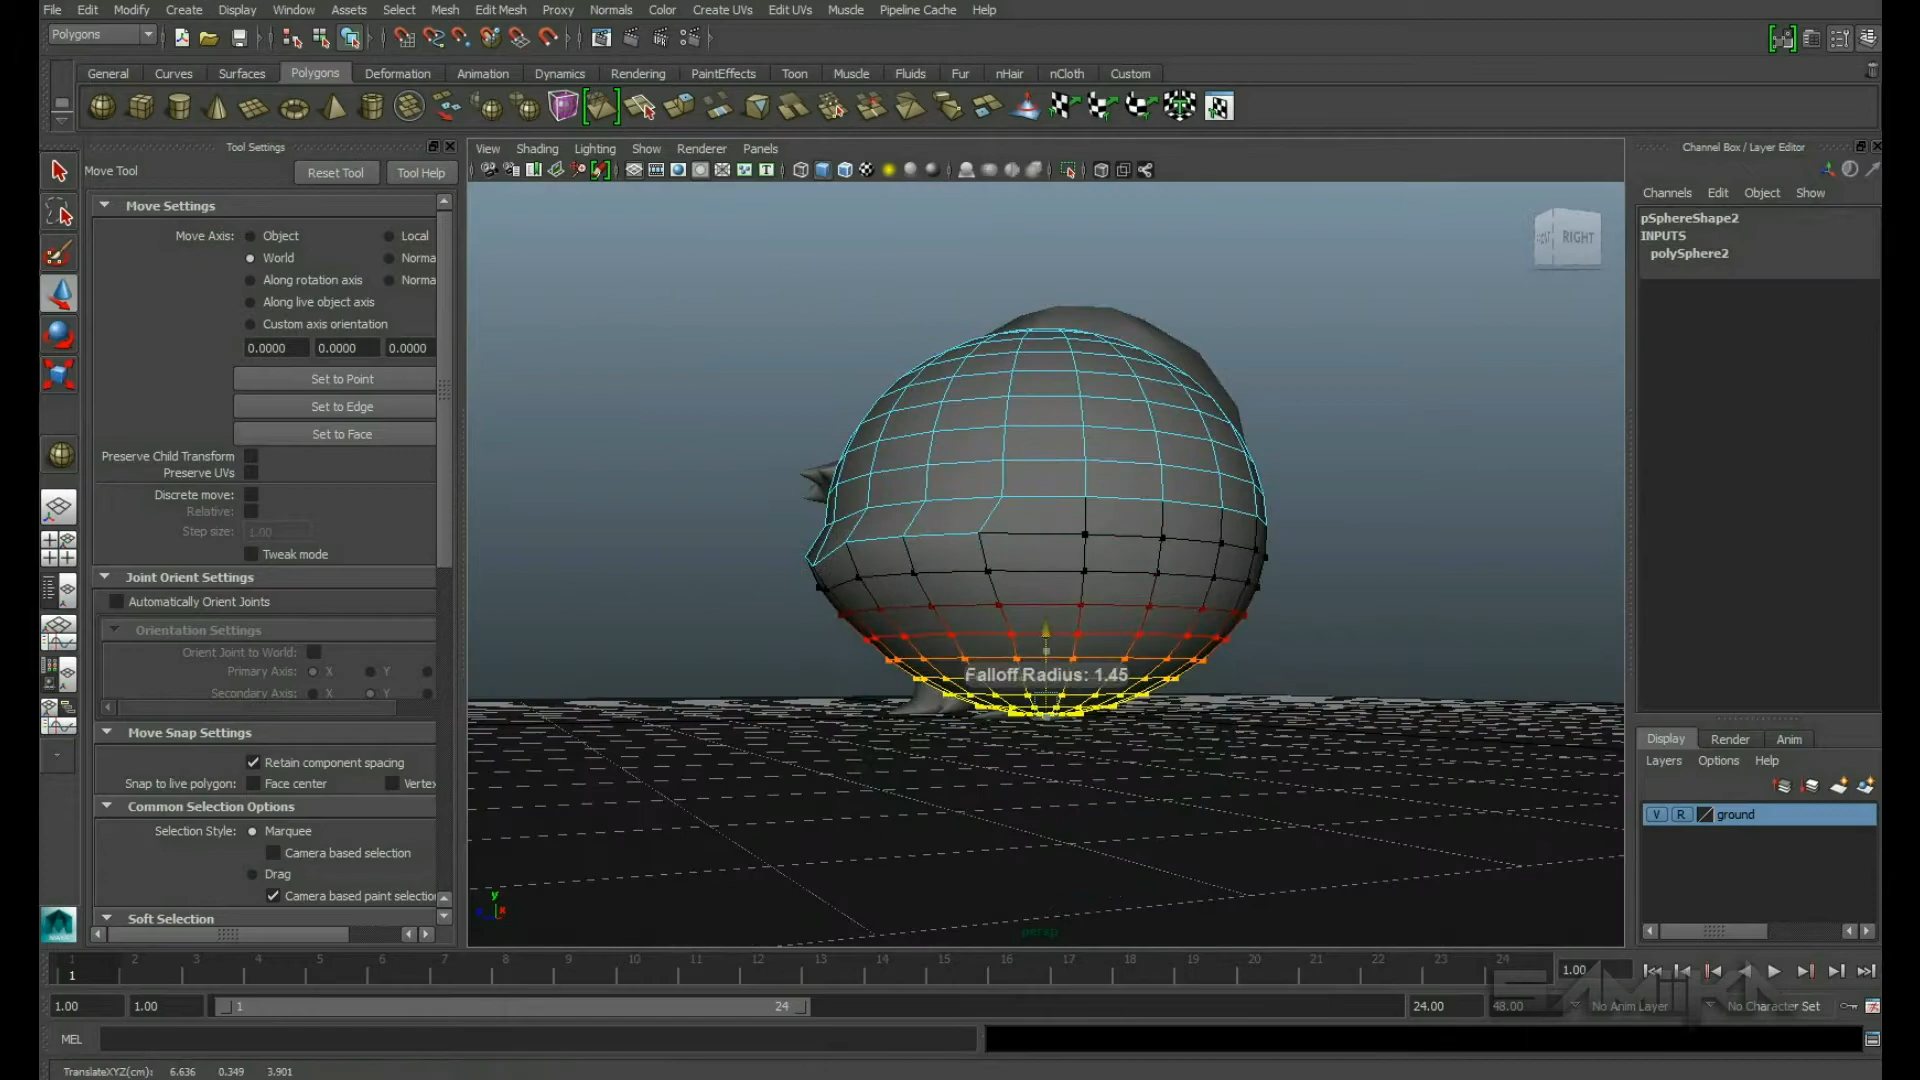 File Edit Modify Create Display Window Assets Select Mesh Edit Mesh Proxy Normals Color Create UVs Edit UVs Muscle Pipeline Cache Help
Polygons
General Curves Surfaces Polygons Deformation Animation Dynamics Rendering PaintEffects Toon Muscle Fluids Fur nHair nCloth Custom
Tool Settings
Move Tool Reset Tool Tool Help
Move Settings
Move Axis: Object Local
World Norma
Along rotation axis Norma
Along live object axis
Custom axis orientation
0.0000 0.0000 0.0000
Set to Point
Set to Edge
Set to Face
Preserve Child Transform
Preserve UVs
Discrete move:
Relative:
Step size: 1.00
Tweak mode
Joint Orient Settings
Automatically Orient Joints
Orientation Settings
Orient Joint to World:
Primary Axis: X Y
Secondary Axis: X Y
Move Snap Settings
Retain component spacing
Snap to live polygon: Face center Vertex
Common Selection Options
Selection Style: Marquee
Camera based selection
Drag
Camera based paint selection
Soft Selection
View Shading Lighting Show Renderer Panels
RIGHT
Falloff Radius: 1.45
y
x
persp
Channel Box / Layer Editor
Channels Edit Object Show
pSphereShape2
INPUTS
polySphere2
Display Render Anim
Layers Options Help
V R ground
1 2 3 4 5 6 7 8 9 10 11 12 13 14 15 16 17 18 19 20 21 22 23 24
1 1.00
1.00 1.00 1 24 24.00 48.00 No Anim Layer No Character Set
SAMIIKA
MEL
TranslateXYZ(cm): 6.636 0.349 3.901